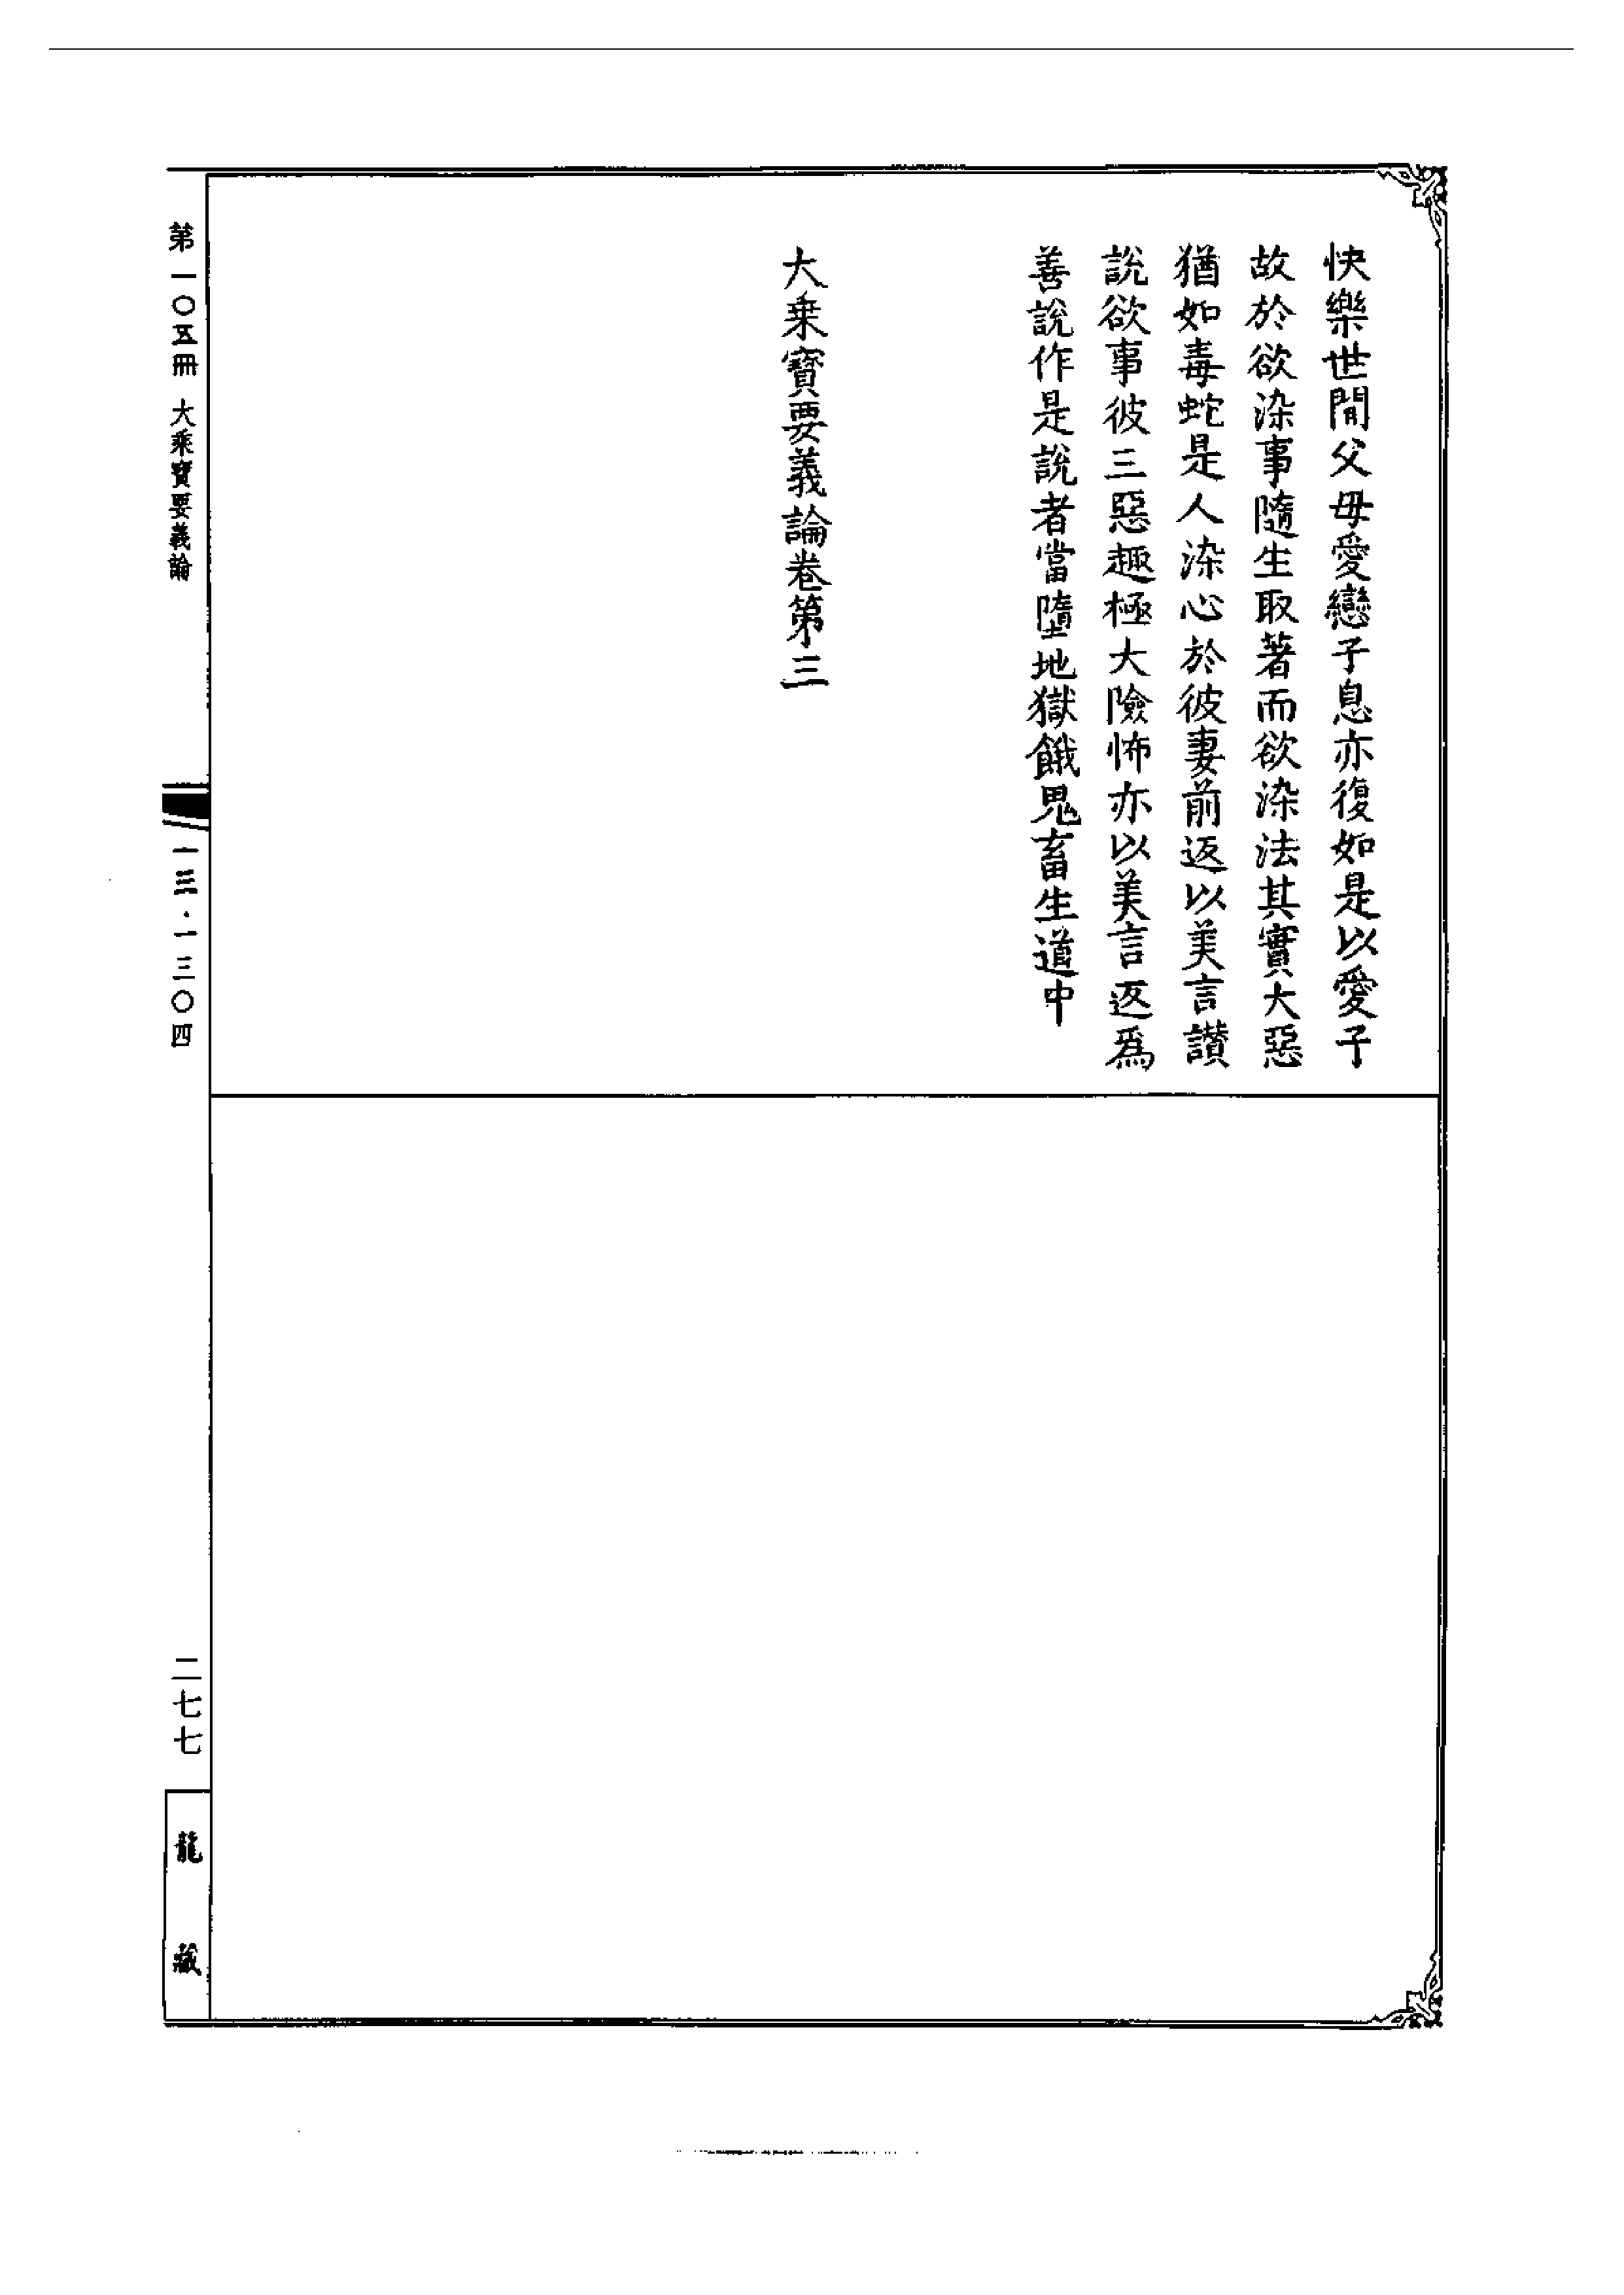 快樂世閒父母愛戀子息亦復如是以愛子
故於欲染事隨生取著而欲染法其實大惡
猶如毒蛇是人染心於彼妻前返以美言讃
說欲事彼三惡趣極大險怖亦以美言返爲
善說作是說者當墮地獄餓鬼畜生道中
大乘寶要義論卷第三
第一〇五冊 大乘寶要義論
一三·一三〇四
二七七
龍藏